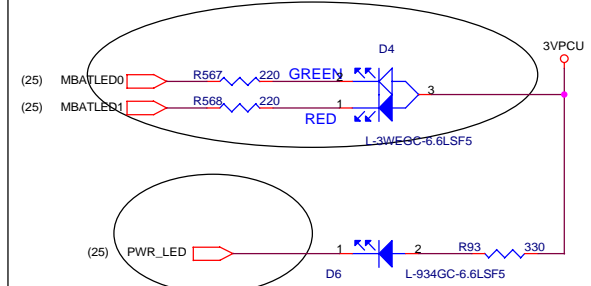 D4
3VPCU
(25) MBATLED0 R567 220 GREEN 2
3
(25) MBATLED1 R568 220 1
RED
L-3WEGC-6.6LSF5
(25) PWR_LED 1 2 R93 330
D6 L-934GC-6.6LSF5